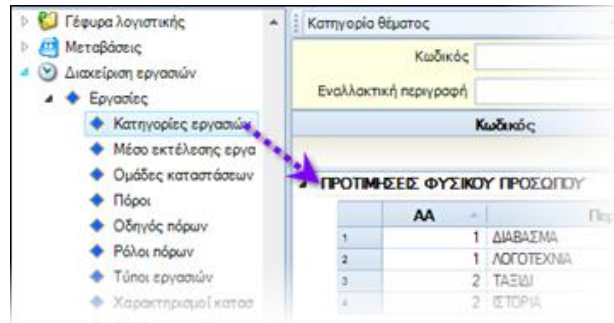 Γέφυρα λογιστικής
Μεταβάσεις
Διαχείριση εργασιών
Εργασίες
Κατηγορίες εργασιών
Μέσο εκτέλεσης εργα
Ομάδες καταστάσεων
Πόροι
Οδηγός πόρων
Ρόλοι πόρων
Τύποι εργασιών
Χαρακτηρισμοί κατασ
Κατηγορία θέματος
Κωδικός
Εναλλακτική περιγραφή
Κωδικός
ΠΡΟΤΙΜΗΣΕΙΣ ΦΥΣΙΚΟΥ ΠΡΟΣΩΠΟΥ
ΑΑ Περ
1 1 ΔΙΑΒΑΣΜΑ
2 1 ΛΟΓΟΤΕΧΝΙΑ
3 2 ΤΑΞΙΔΙ
4 2 ΙΣΤΟΡΙΑ